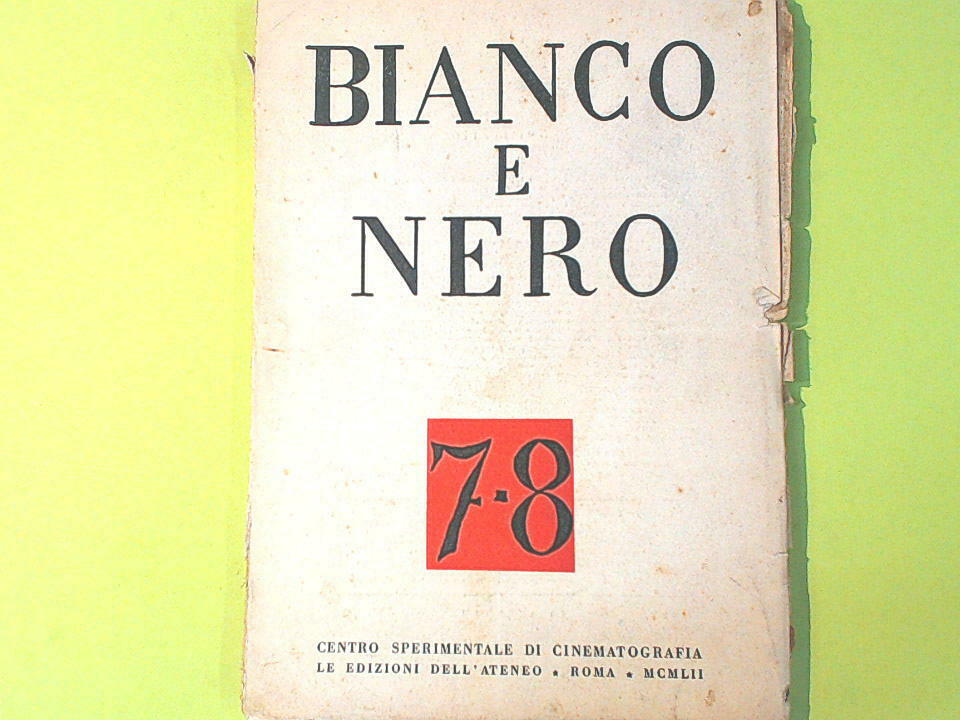 BIANCO
E
NERO
7-8
CENTRO SPERIMENTALE DI CINEMATOGRAFIA
LE EDIZIONI DELL'ATENEO ★ ROMA ★ MCMLII